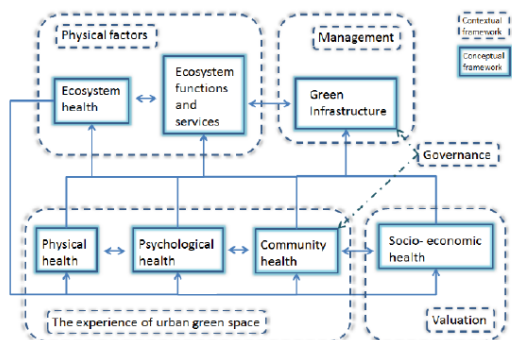 Physical factors
Management
Contextual
framework
Conceptual
framework
Ecosystem
health
Ecosystem
functions
and
services
Green
Infrastructure
Governance
Physical
health
Psychological
health
Community
health
Socio- economic
health
The experience of urban green space
Valuation